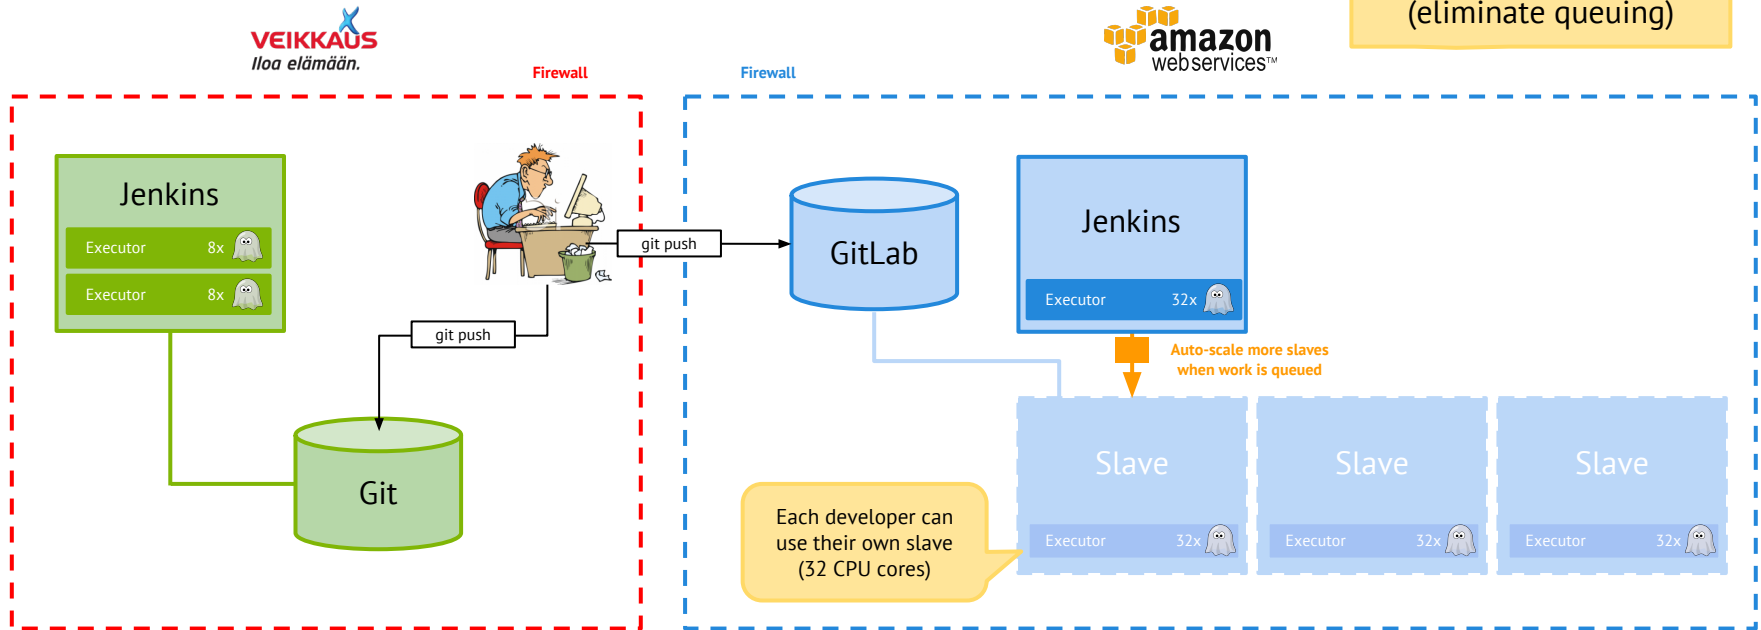 (eliminate queuing)
VEIKKAUS
Iloa elämään.
amazon
webservices™
Firewall
Firewall
Jenkins
Executor 8x
Executor 8x
git push
git push
Git
GitLab
Jenkins
Executor 32x
Auto-scale more slaves
when work is queued
Slave
Executor 32x
Slave
Executor 32x
Slave
Executor 32x
Each developer can
use their own slave
(32 CPU cores)